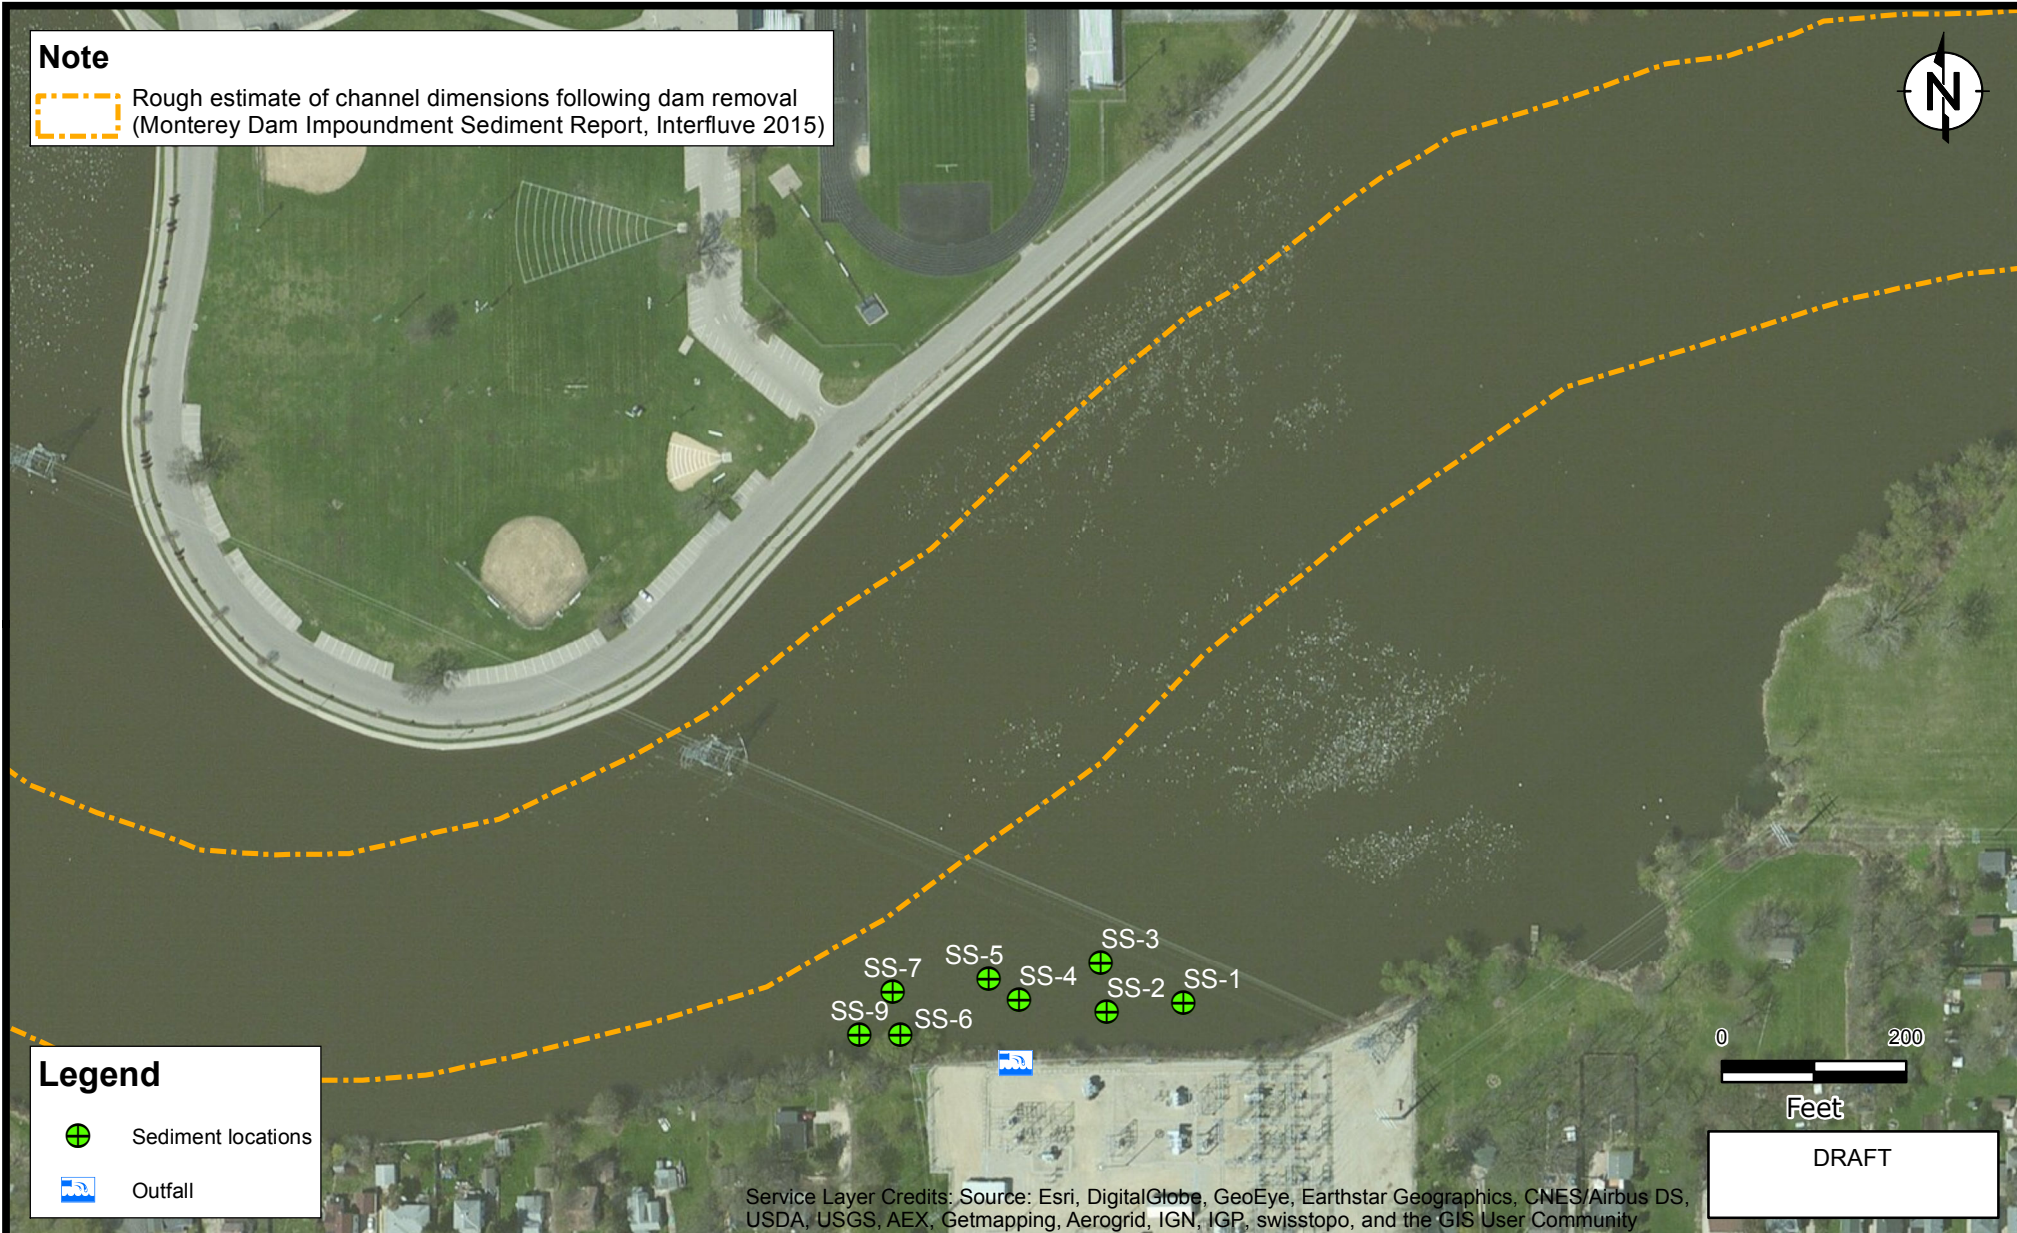 Note
Rough estimate of channel dimensions following dam removal
(Monterey Dam Impoundment Sediment Report, Interfluve 2015)
N
SS-3
SS-5
SS-7
SS-4
SS-1
SS-2
SS-9
SS-6
0 200
Feet
Legend
Sediment locations
Outfall
DRAFT
Service Layer Credits: Source: Esri, DigitalGlobe, GeoEye, Earthstar Geographics, CNES/Airbus DS,
USDA, USGS, AEX, Getmapping, Aerogrid, IGN, IGP, swisstopo, and the GIS User Community